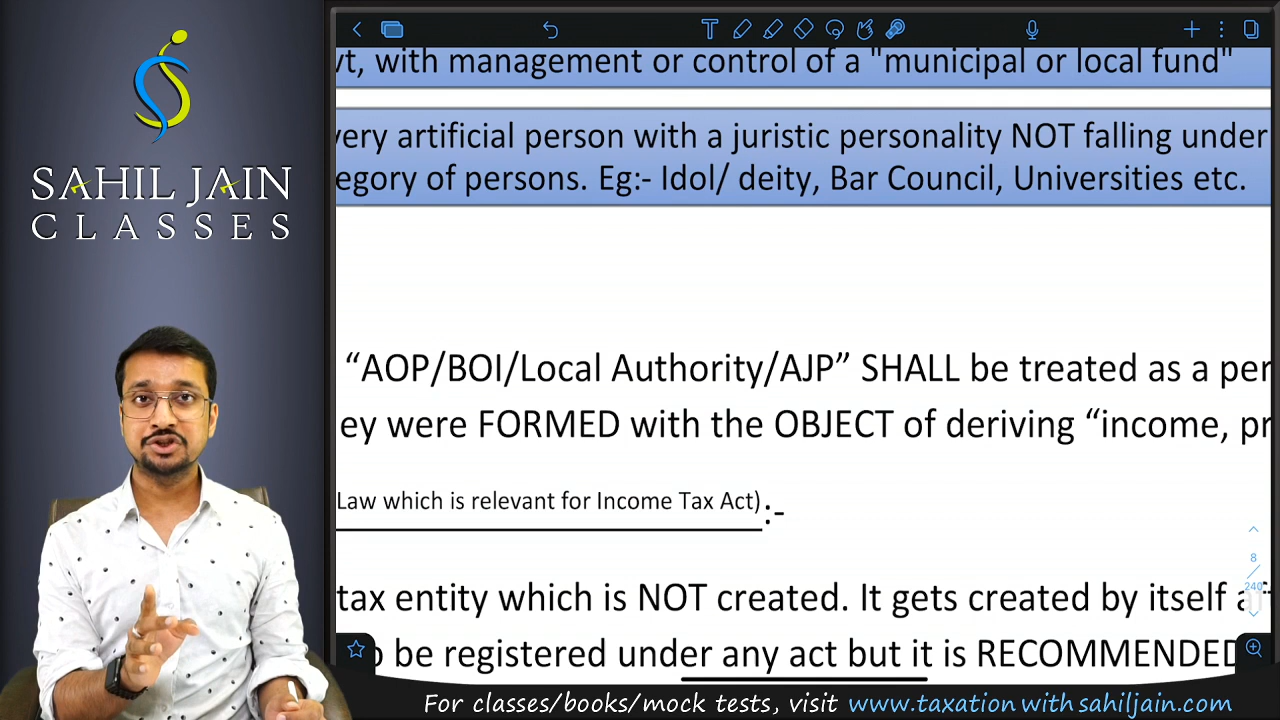 SAHIL JAIN
CLASSES
vt, with management or control of a "municipal or local fund"
very artificial person with a juristic personality NOT falling under
egory of persons. Eg:- Idol/ deity, Bar Council, Universities etc.
“AOP/BOI/Local Authority/AJP” SHALL be treated as a per
ey were FORMED with the OBJECT of deriving “income, pr
Law which is relevant for Income Tax Act):-
tax entity which is NOT created. It gets created by itself
be registered under any act but it is RECOMMENDED
8
/
240
For classes/books/mock tests, visit www.taxationwithsahiljain.com